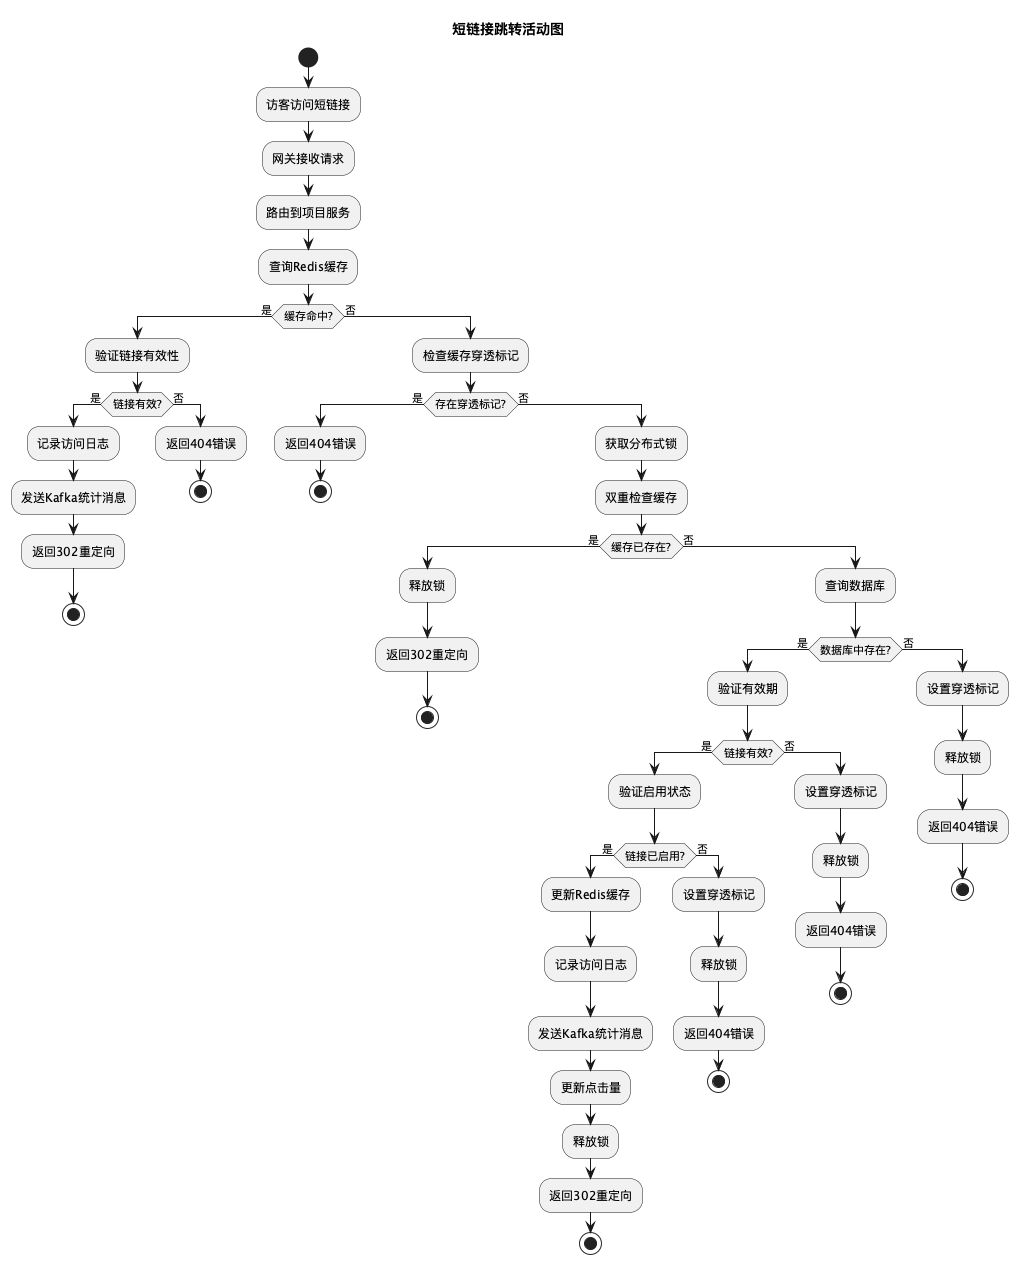 短链接跳转活动图
访客访问短链接
网关接收请求
路由到项目服务
查询Redis缓存
是
缓存命中?
否
验证链接有效性
检查缓存穿透标记
是
链接有效?
否
是
存在穿透标记?
否
记录访问日志
返回404错误
返回404错误
获取分布式锁
发送Kafka统计消息
双重检查缓存
返回302重定向
是
缓存已存在?
否
释放锁
查询数据库
返回302重定向
是
数据库中存在?
否
验证有效期
设置穿透标记
是
链接有效?
否
释放锁
验证启用状态
设置穿透标记
返回404错误
是
链接已启用?
否
释放锁
更新Redis缓存
设置穿透标记
返回404错误
记录访问日志
释放锁
发送Kafka统计消息
返回404错误
更新点击量
释放锁
返回302重定向